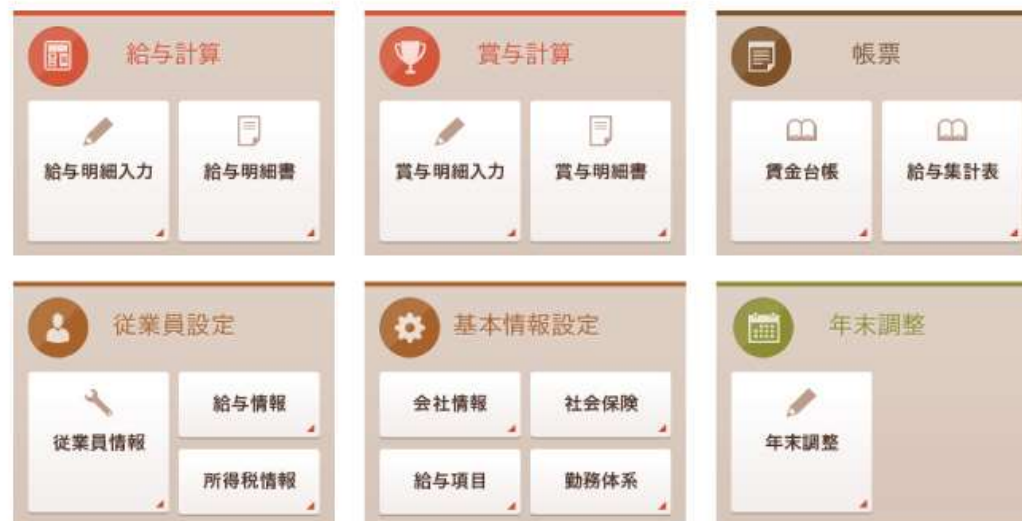 給与計算
給与明細入力
給与明細書
賞与計算
賞与明細入力
賞与明細書
帳票
賃金台帳
給与集計表
従業員設定
従業員情報
給与情報
所得税情報
基本情報設定
会社情報
社会保険
給与項目
勤務体系
年末調整
年末調整